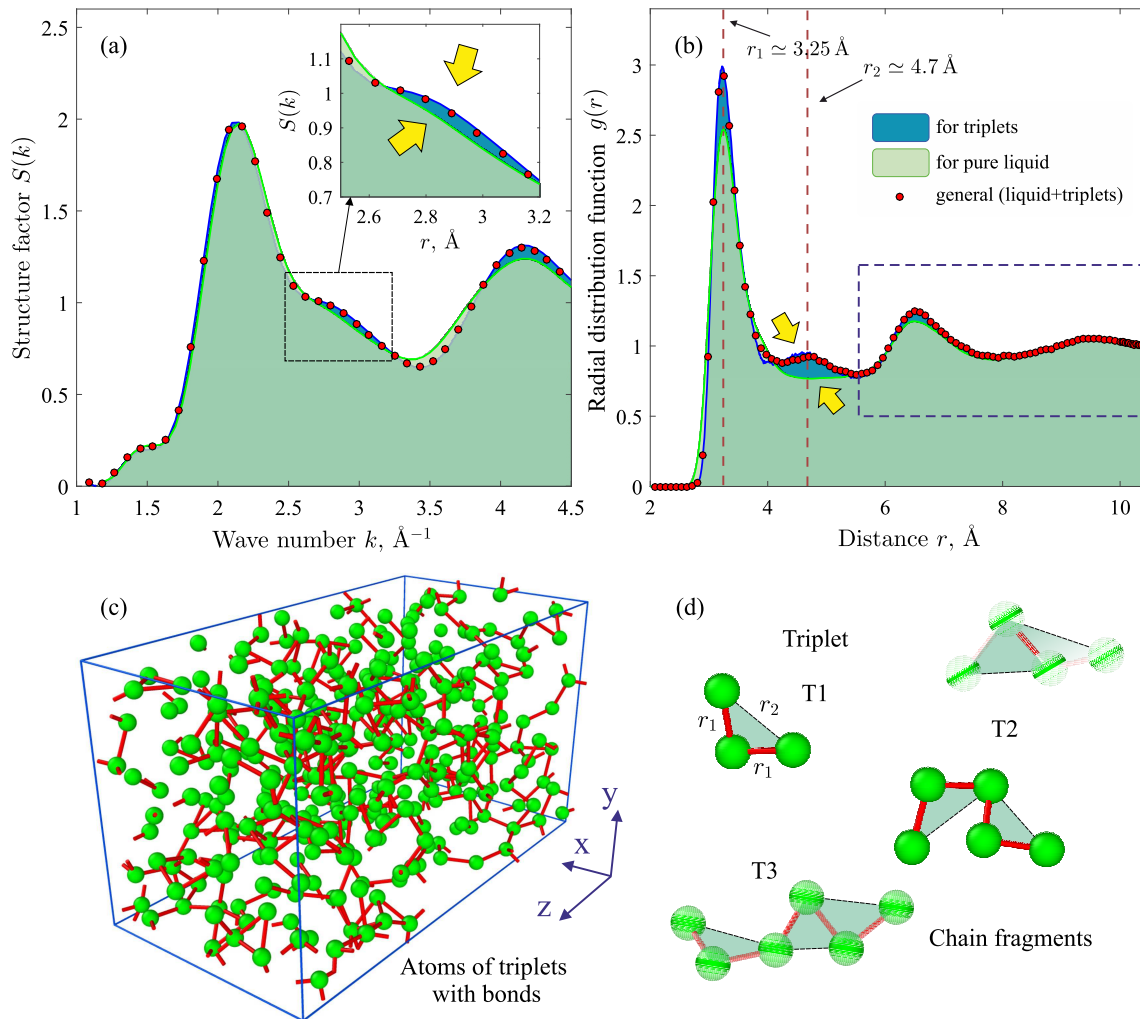 (a)
Structure factor S(k)
2.5
2
1.5
1
0.5
0
1
1.5
2
2.5
3
3.5
4
4.5
Wave number k, Å⁻¹
S(k)
1.1
1
0.9
0.8
0.7
2.6
2.8
3
3.2
r, Å
(b)
r₁ ≃ 3.25 Å
r₂ ≃ 4.7 Å
for triplets
for pure liquid
general (liquid+triplets)
Radial distribution function g(r)
3
2.5
2
1.5
1
0.5
0
2
4
6
8
10
Distance r, Å
(c)
y
x
z
Atoms of triplets
with bonds
(d)
Triplet
T1
r₁
r₂
r₁
T2
T3
Chain fragments